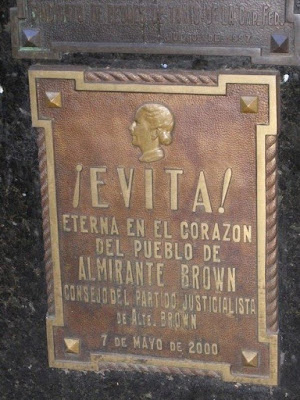 ¡EVITA!
ETERNA EN EL CORAZON
DEL PUEBLO DE
ALMIRANTE BROWN
CONSEJO DEL PARTIDO JUSTICIALISTA
DE ALTE. BROWN
7 DE MAYO DE 2000